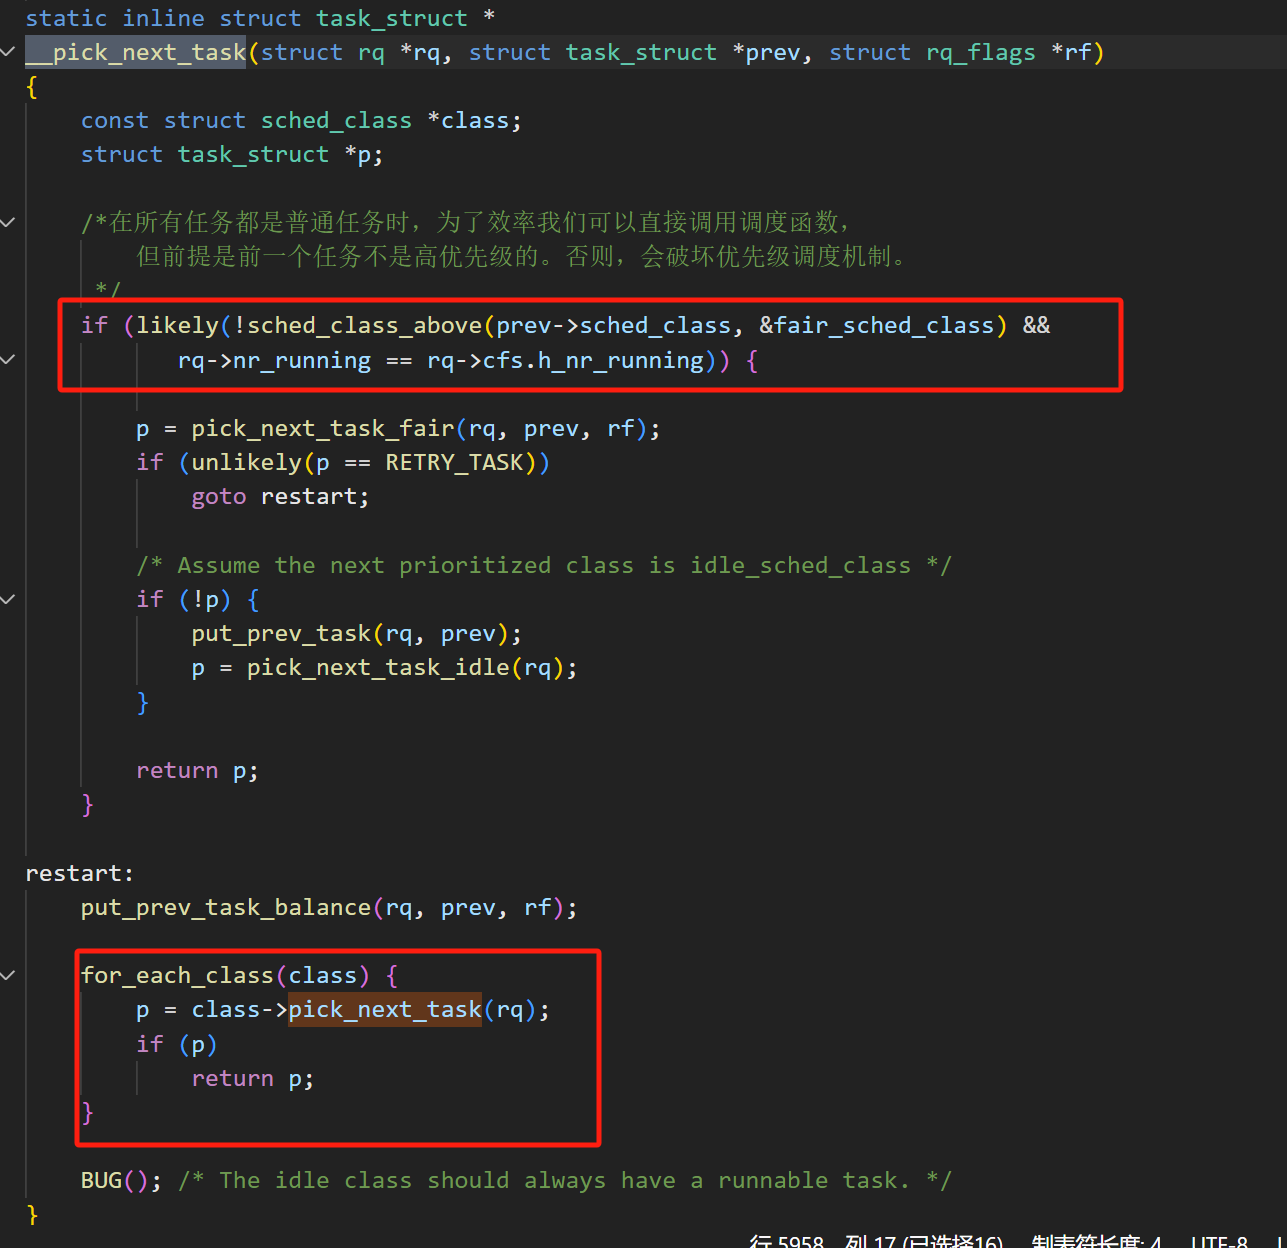 static inline struct task_struct *
__pick_next_task(struct rq *rq, struct task_struct *prev, struct rq_flags *rf)
{
    const struct sched_class *class;
    struct task_struct *p;

    /*在所有任务都是普通任务时，为了效率我们可以直接调用调度函数，
        但前提是前一个任务不是高优先级的。否则，会破坏优先级调度机制。
     */
    if (likely(!sched_class_above(prev->sched_class, &fair_sched_class) &&
           rq->nr_running == rq->cfs.h_nr_running)) {

        p = pick_next_task_fair(rq, prev, rf);
        if (unlikely(p == RETRY_TASK))
            goto restart;

        /* Assume the next prioritized class is idle_sched_class */
        if (!p) {
            put_prev_task(rq, prev);
            p = pick_next_task_idle(rq);
        }

        return p;
    }

restart:
    put_prev_task_balance(rq, prev, rf);

    for_each_class(class) {
        p = class->pick_next_task(rq);
        if (p)
            return p;
    }

    BUG(); /* The idle class should always have a runnable task. */
}
行 5958，列 17 (已选择16) 制表符长度: 4 UTF-8